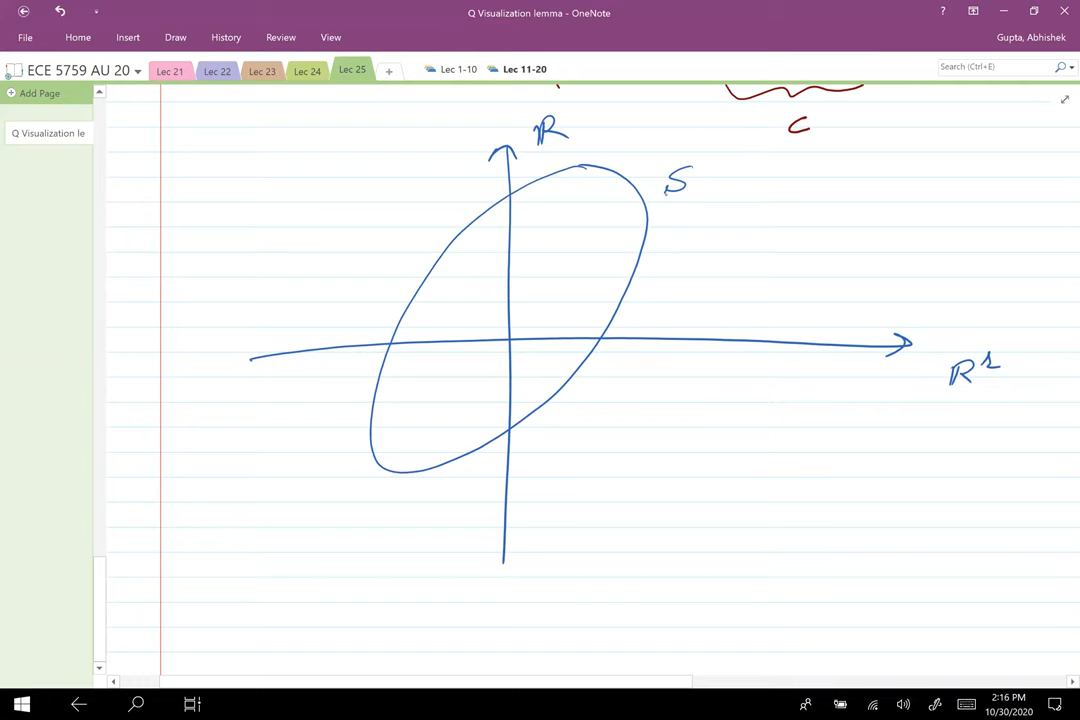 Q Visualization lemma - OneNote
?
File Home Insert Draw History Review View
Gupta, Abhishek
ECE 5759 AU 20
Lec 21 Lec 22 Lec 23 Lec 24 Lec 25 + Lec 1-10 Lec 11-20
Search (Ctrl+E)
Add Page
Q Visualization le
C
ℝ
S
ℝʳ
2:16 PM
10/30/2020